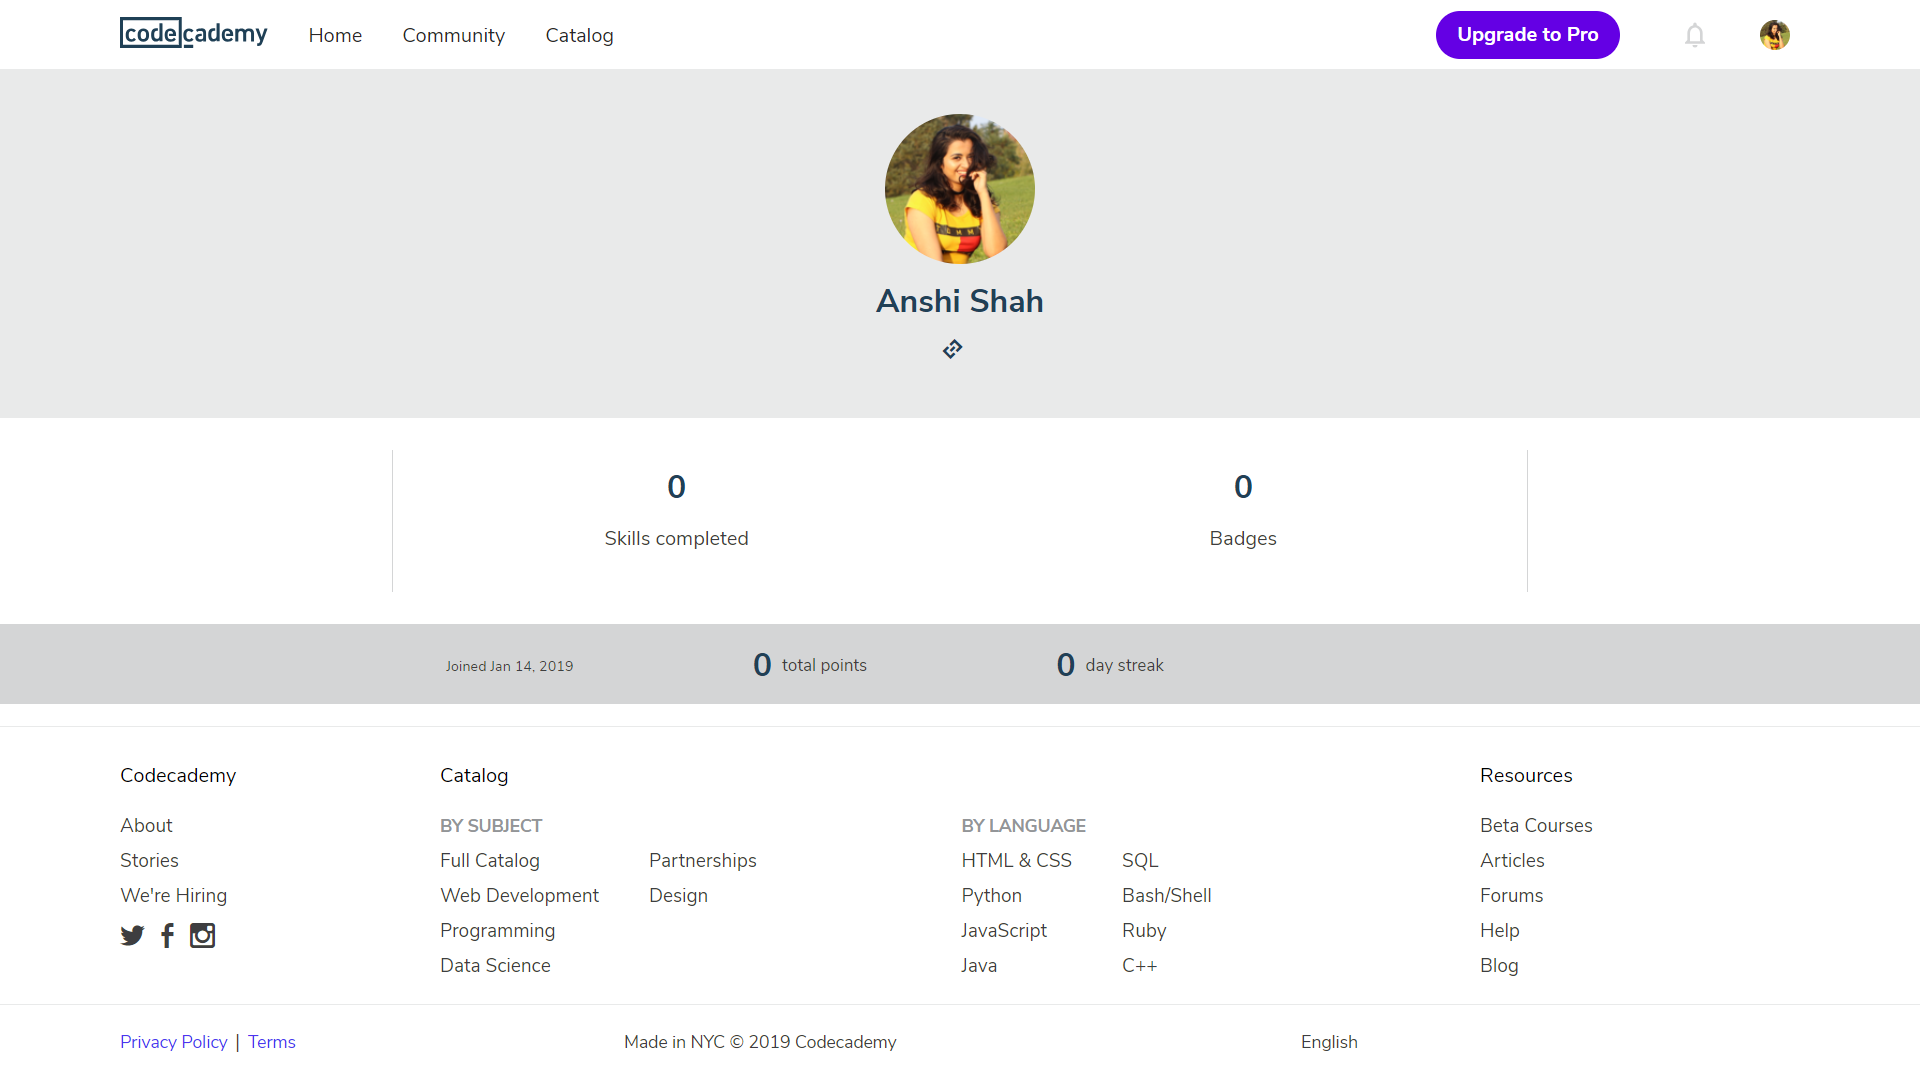 codecademy
Home
Community
Catalog
Upgrade to Pro
Anshi Shah
0
Skills completed
0
Badges
Joined Jan 14, 2019
0 total points
0 day streak
Codecademy
About
Stories
We're Hiring
Catalog
BY SUBJECT
Full Catalog
Web Development
Programming
Data Science
Partnerships
Design
BY LANGUAGE
HTML & CSS
Python
JavaScript
Java
SQL
Bash/Shell
Ruby
C++
Resources
Beta Courses
Articles
Forums
Help
Blog
Privacy Policy | Terms
Made in NYC © 2019 Codecademy
English